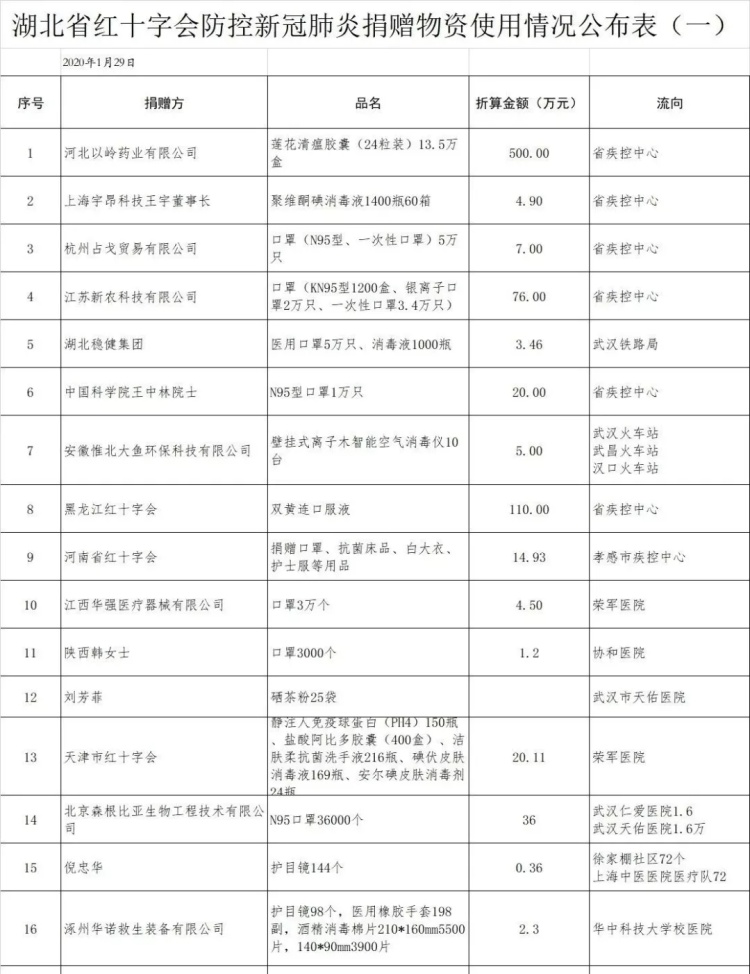 湖北省红十字会防控新冠肺炎捐赠物资使用情况公布表（一）
2020年1月29日
序号 捐赠方 品名 折算金额（万元） 流向
1 河北以岭药业有限公司 莲花清瘟胶囊（24粒装）13.5万
盒 500.00 省疾控中心
2 上海宇昂科技王宇董事长 聚维酮碘消毒液1400瓶60箱 4.90 省疾控中心
3 杭州占戈贸易有限公司 口罩（N95型、一次性口罩）5万
只 7.00 省疾控中心
4 江苏新农科技有限公司 口罩（KN95型1200盒、银离子口
罩2万只、一次性口罩3.4万只） 76.00 省疾控中心
5 湖北稳健集团 医用口罩5万只、消毒液1000瓶 3.46 武汉铁路局
6 中国科学院王中林院士 N95型口罩1万只 20.00 省疾控中心
7 安徽惟北大鱼环保科技有限公司 壁挂式离子木智能空气消毒仪10
台 5.00 武汉火车站
武昌火车站
汉口火车站
8 黑龙江红十字会 双黄连口服液 110.00 省疾控中心
9 河南省红十字会 捐赠口罩、抗菌床品、白大衣、
护士服等用品 14.93 孝感市疾控中心
10 江西华强医疗器械有限公司 口罩3万个 4.50 荣军医院
11 陕西韩女士 口罩3000个 1.2 协和医院
12 刘芳菲 硒茶粉25袋 武汉市天佑医院
13 天津市红十字会 静注人免疫球蛋白（PH4）150瓶
、盐酸阿比多胶囊（400盒）、洁
肤柔抗菌洗手液216瓶、碘伏皮肤
消毒液169瓶、安尔碘皮肤消毒剂
24瓶 20.11 荣军医院
14 北京森根比亚生物工程技术有限公
司 N95口罩36000个 36 武汉仁爱医院1.6
武汉天佑医院1.6万
15 倪忠华 护目镜144个 0.36 徐家棚社区72个
上海中医医院医疗队72
16 涿州华诺救生装备有限公司 护目镜98个，医用橡胶手套198
副，酒精消毒棉片210*160mm5500
片，140*90mm3900片 2.3 华中科技大学校医院